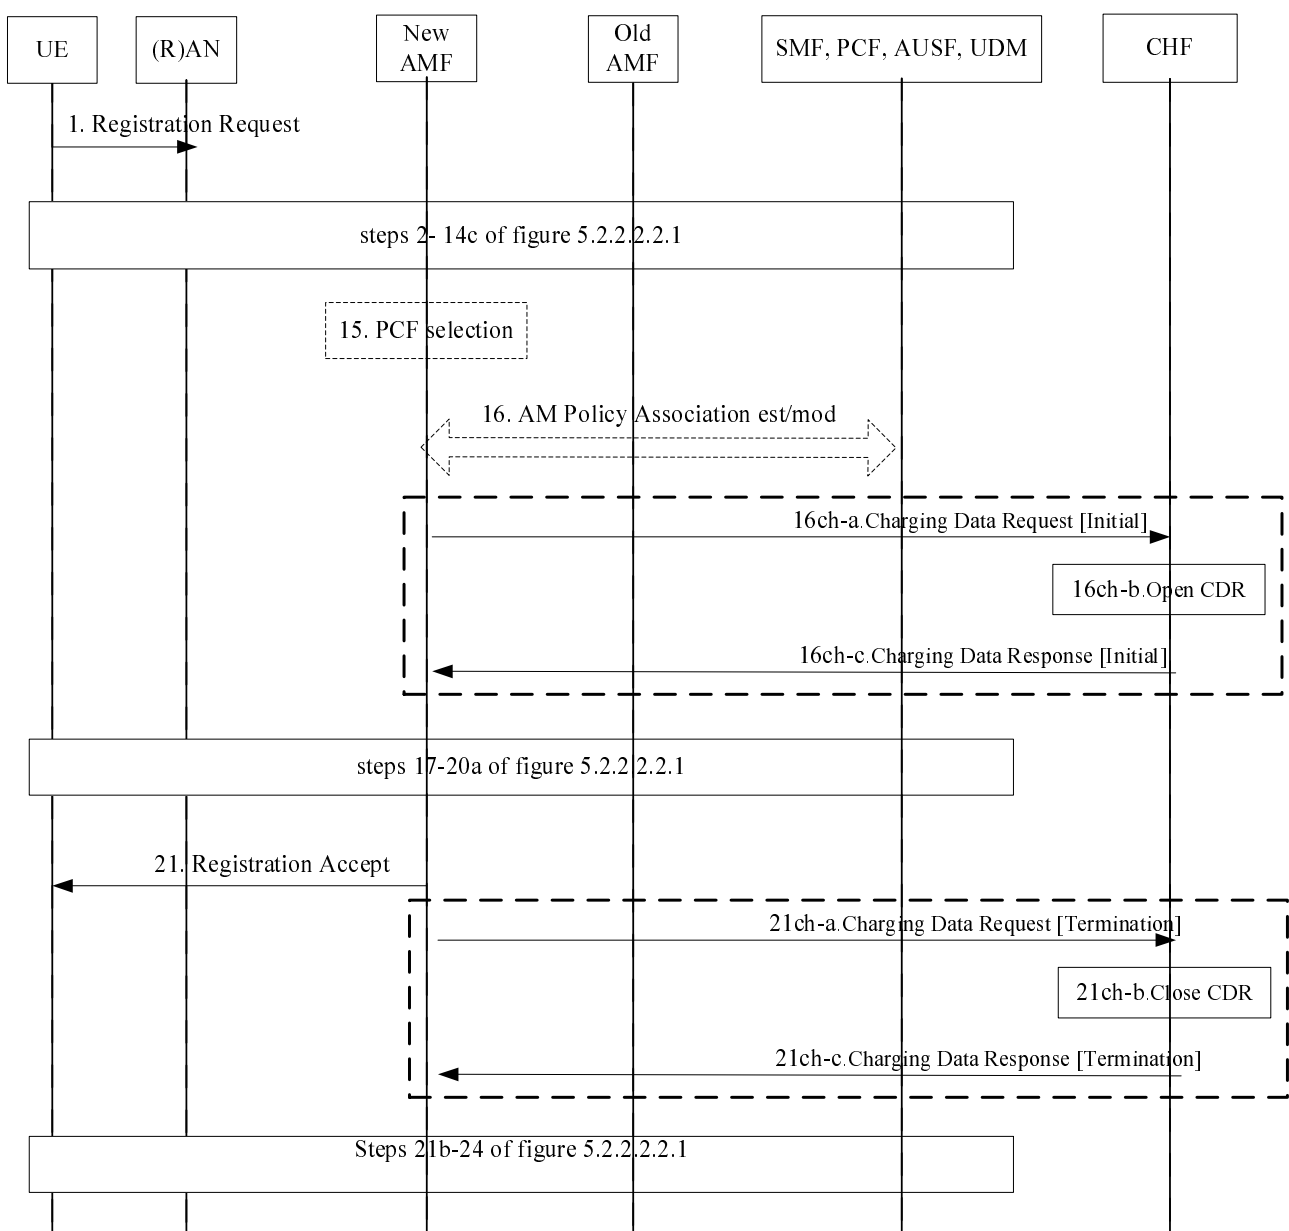 UE
(R)AN
New
AMF
Old
AMF
SMF, PCF, AUSF, UDM
CHF
1. Registration Request
steps 2- 14c of figure 5.2.2.2.2.1
15. PCF selection
16. AM Policy Association est/mod
16ch-a.Charging Data Request [Initial]
16ch-b.Open CDR
16ch-c.Charging Data Response [Initial]
steps 17-20a of figure 5.2.2.2.2.1
21. Registration Accept
21ch-a.Charging Data Request [Termination]
21ch-b.Close CDR
21ch-c.Charging Data Response [Termination]
Steps 21b-24 of figure 5.2.2.2.2.1